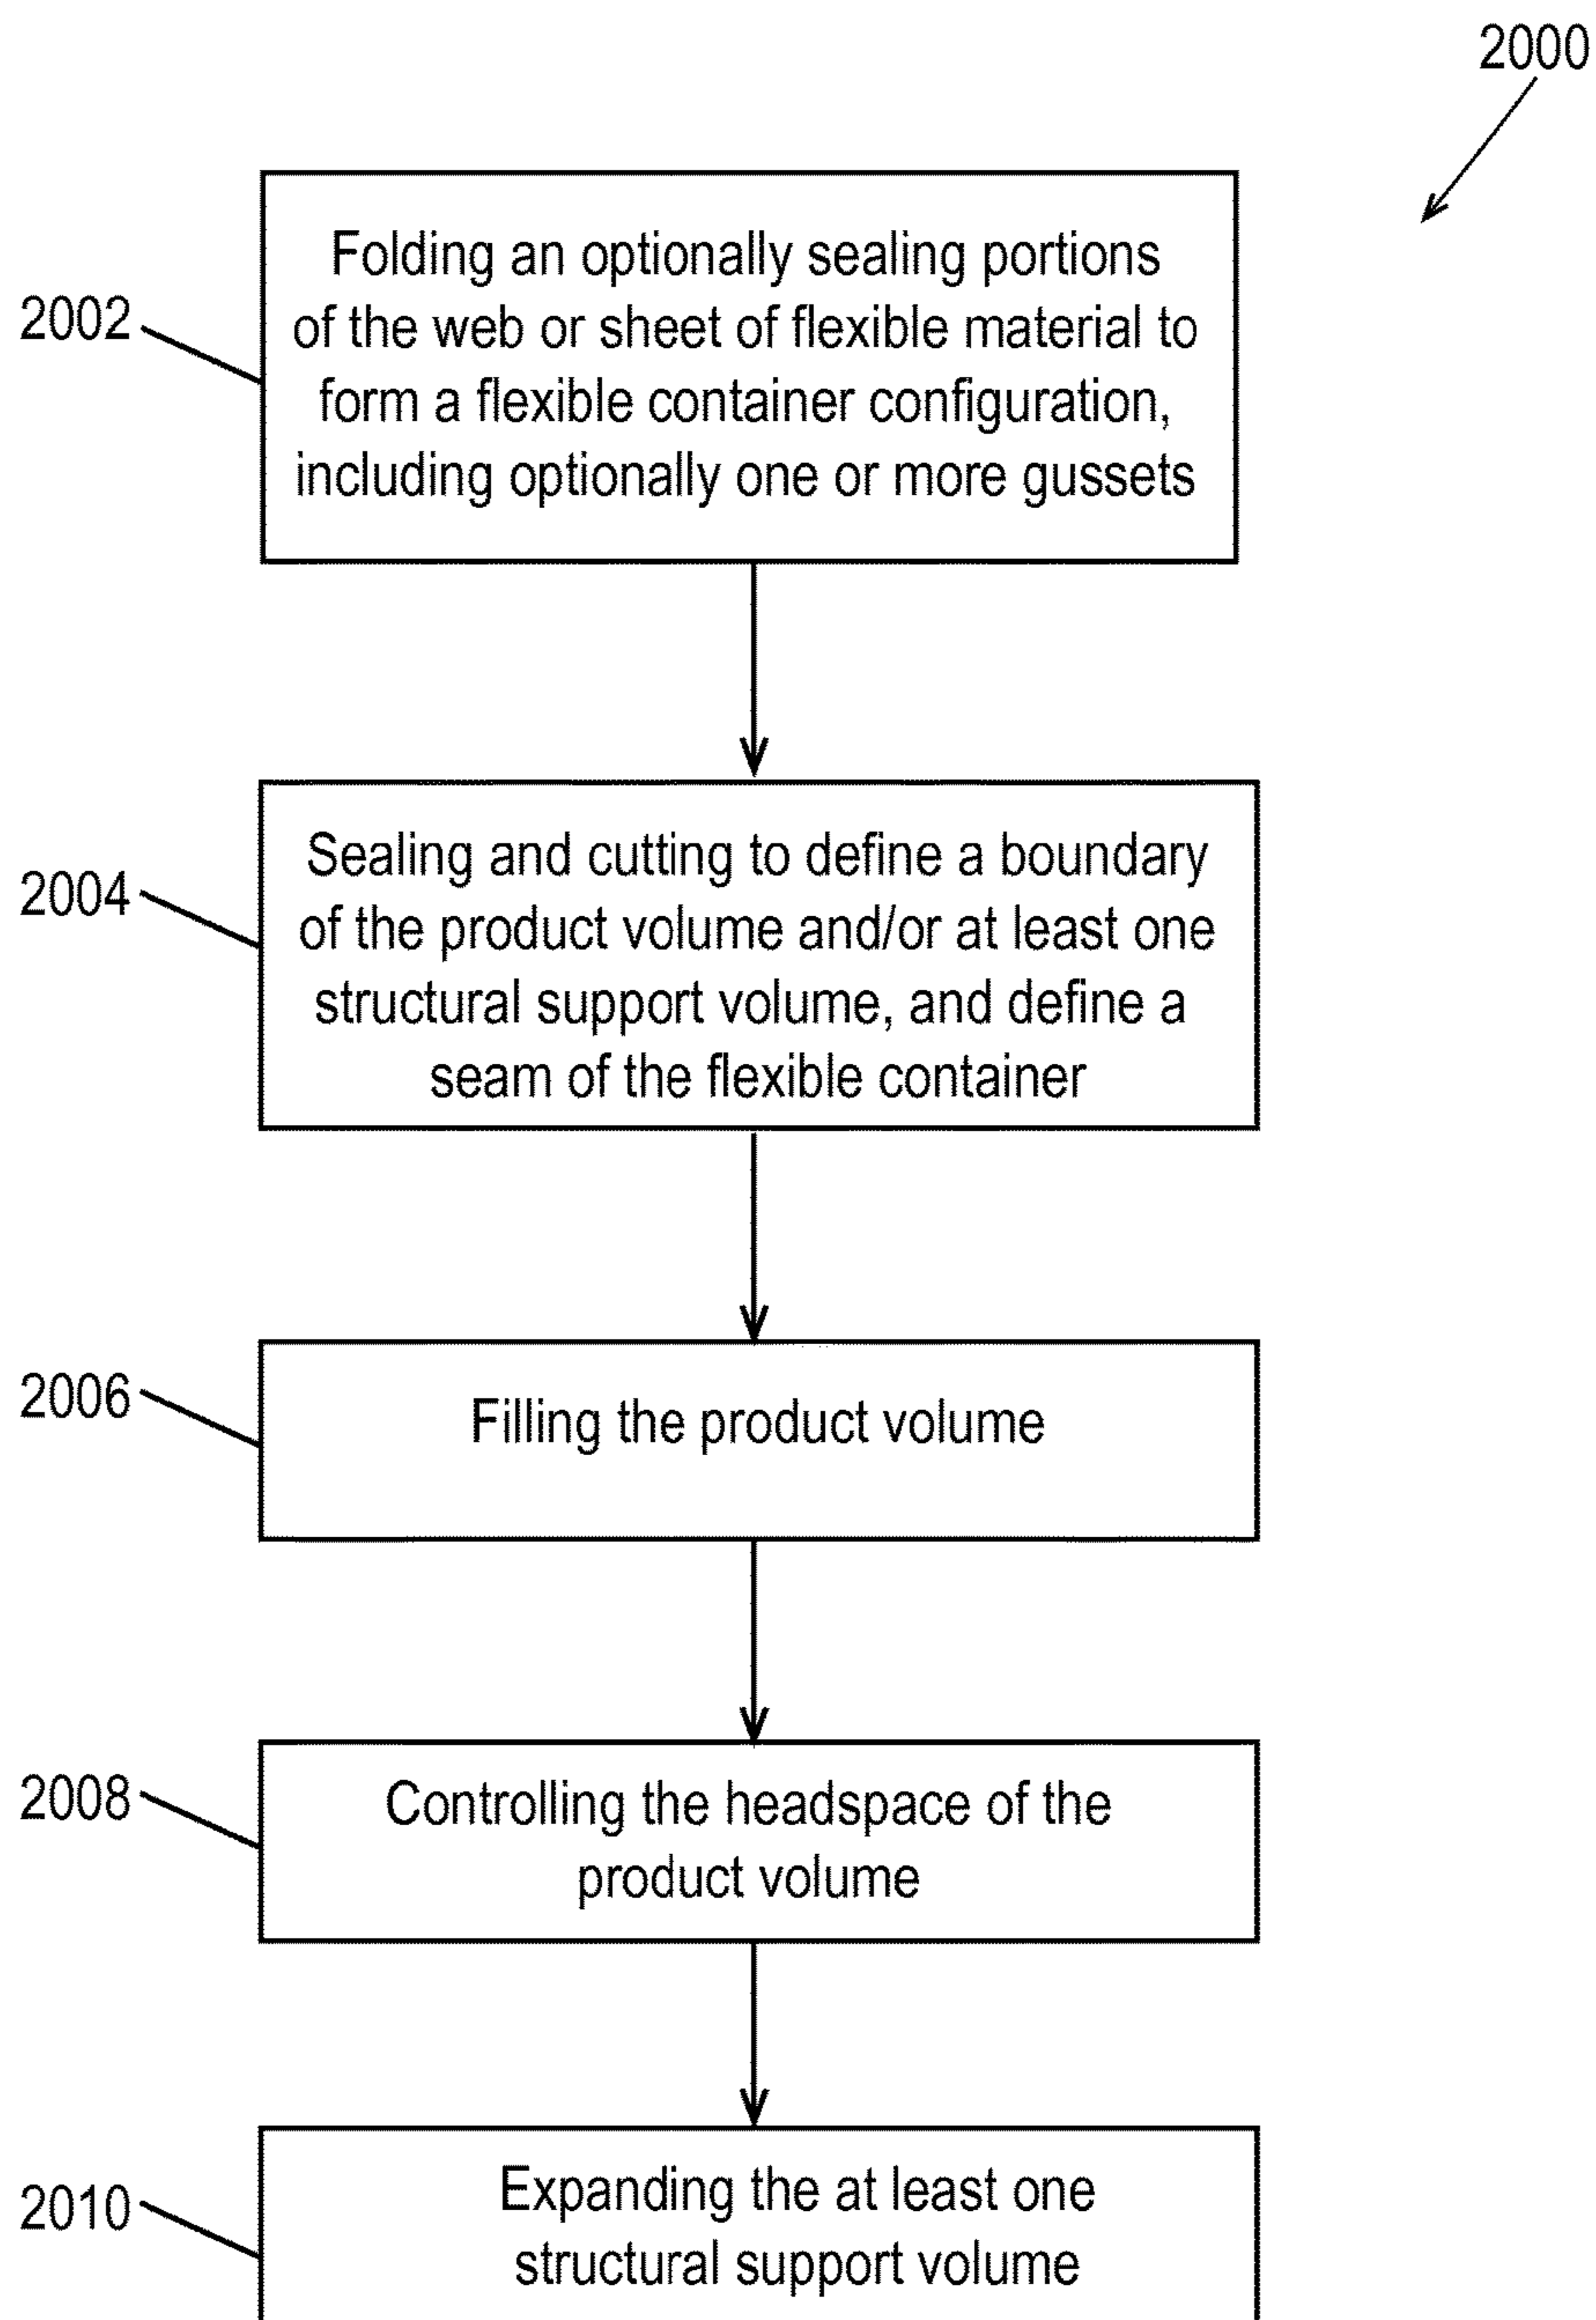 2000
2002
Folding an optionally sealing portions
of the web or sheet of flexible material to
form a flexible container configuration,
including optionally one or more gussets
2004
Sealing and cutting to define a boundary
of the product volume and/or at least one
structural support volume, and define a
seam of the flexible container
2006
Filling the product volume
2008
Controlling the headspace of the
product volume
2010
Expanding the at least one
structural support volume